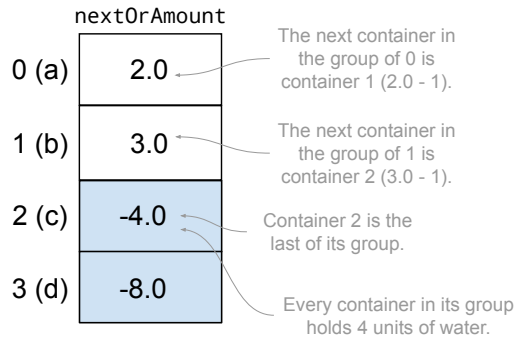 nextOrAmount
0 (a)
2.0
The next container in
the group of 0 is
container 1 (2.0 - 1).
1 (b)
3.0
The next container in
the group of 1 is
container 2 (3.0 - 1).
2 (c)
-4.0
Container 2 is the
last of its group.
3 (d)
-8.0
Every container in its group
holds 4 units of water.